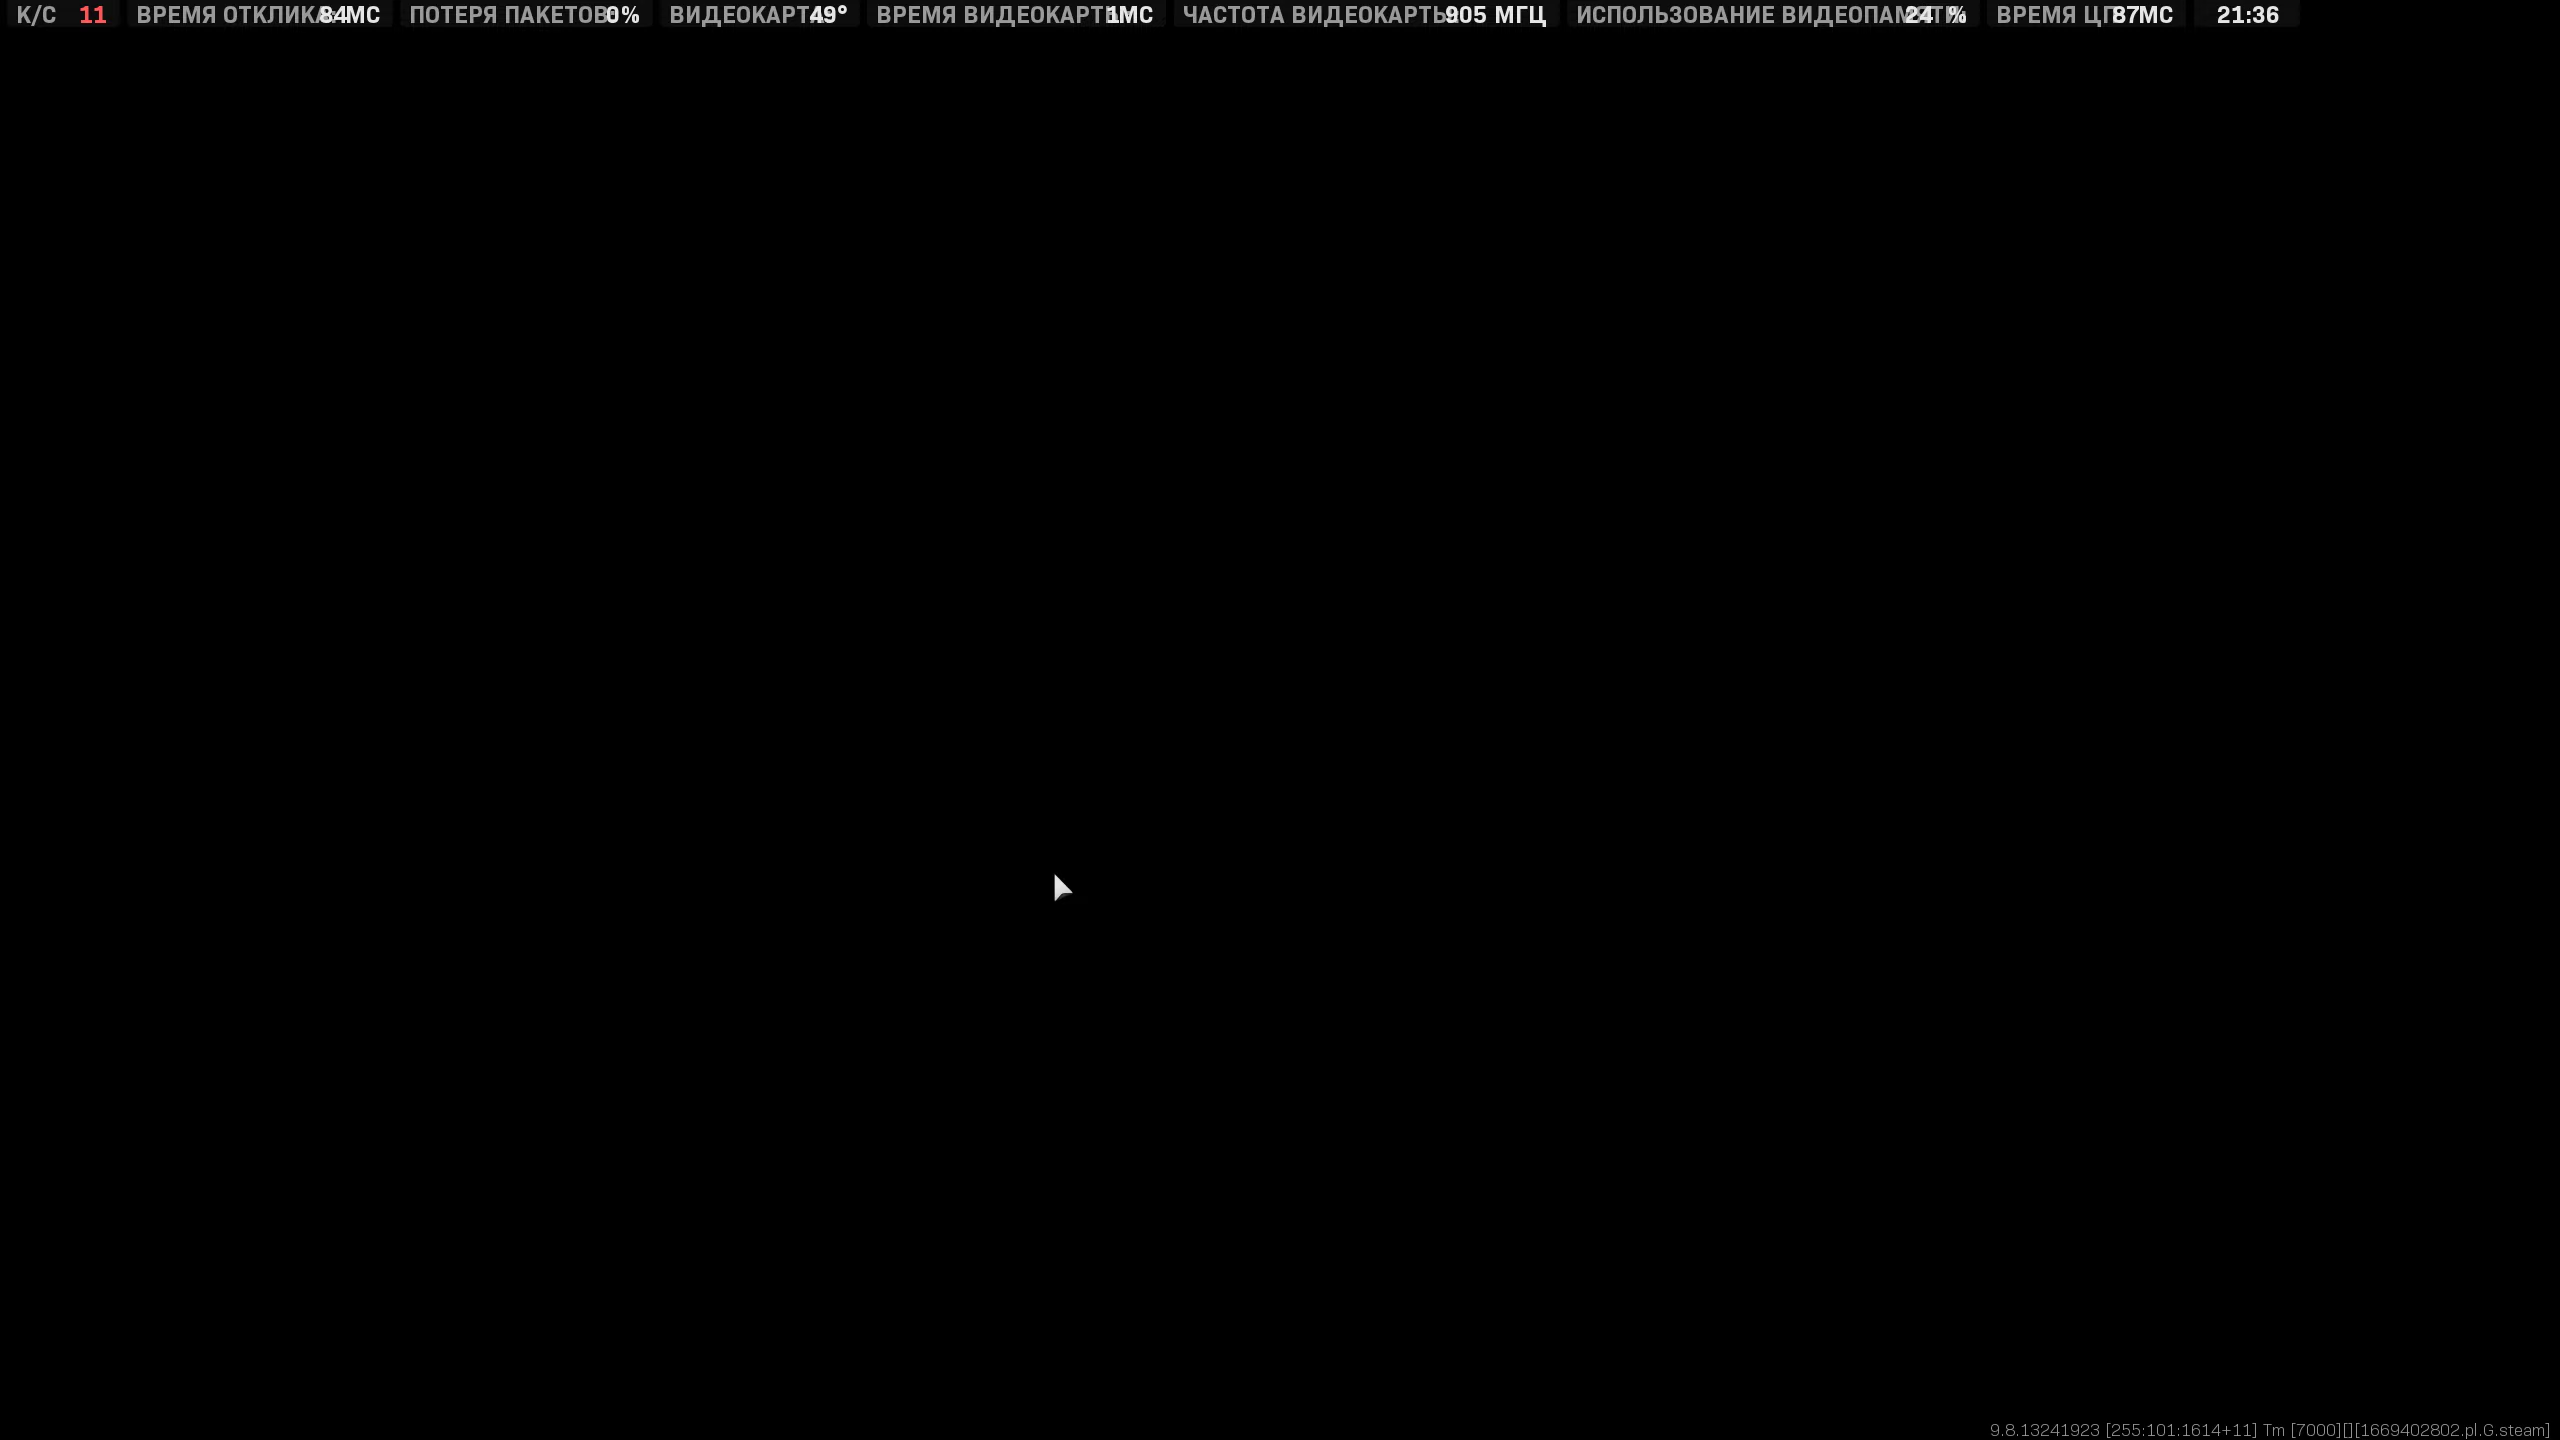 К/С 11 ВРЕМЯ ОТКЛИКА: 84МС ПОТЕРЯ ПАКЕТОВ: 0% ВИДЕОКАРТА: 49° ВРЕМЯ ВИДЕОКАРТЫ: 1МС ЧАСТОТА ВИДЕОКАРТЫ: 905 МГЦ ИСПОЛЬЗОВАНИЕ ВИДЕОПАМЯТИ: 24 % ВРЕМЯ ЦП: 87МС 21:36
9.8.13241923 [255:101:1614+11] Tm [7000][][1669402802.pl.G.steam]